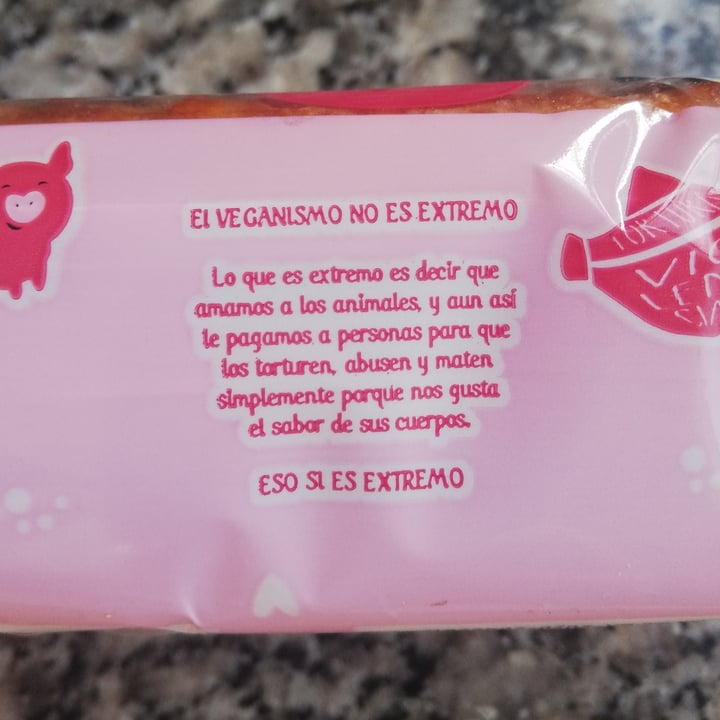 El VEGANISMO NO ES EXTREMO
Lo que es extremo es decir que
amamos a los animales, y aun así
le pagamos a personas para que
los torturen, abusen y maten
simplemente porque nos gusta
el sabor de sus cuerpos.
ESO SI ES EXTREMO